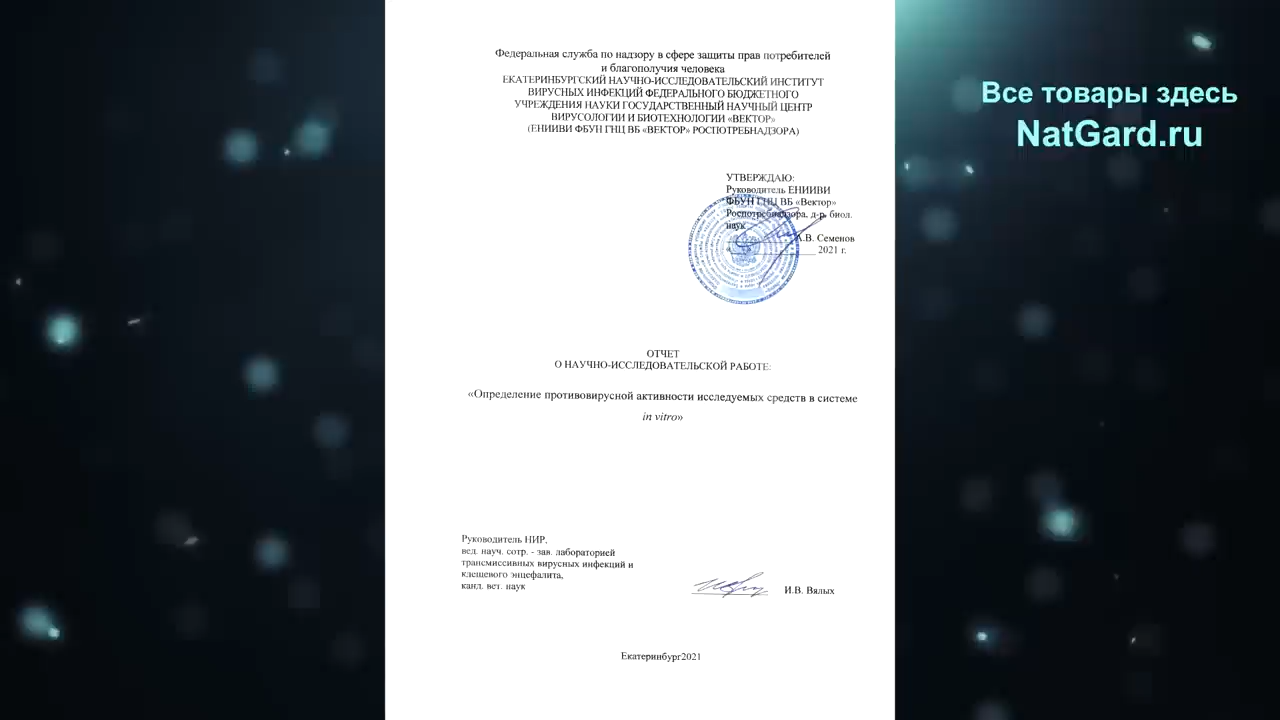 Федеральная служба по надзору в сфере защиты прав потребителей
и благополучия человека
ЕКАТЕРИНБУРГСКИЙ НАУЧНО-ИССЛЕДОВАТЕЛЬСКИЙ ИНСТИТУТ
ВИРУСНЫХ ИНФЕКЦИЙ ФЕДЕРАЛЬНОГО БЮДЖЕТНОГО
УЧРЕЖДЕНИЯ НАУКИ ГОСУДАРСТВЕННЫЙ НАУЧНЫЙ ЦЕНТР
ВИРУСОЛОГИИ И БИОТЕХНОЛОГИИ «ВЕКТОР»
(ЕНИИВИ ФБУН ГНЦ ВБ «ВЕКТОР» РОСПОТРЕБНАДЗОРА)
УТВЕРЖДАЮ:
Руководитель ЕНИИВИ
ФБУН ГНЦ ВБ «Вектор»
Роспотребнадзора, д-р. биол.
наук
А.В. Семенов
2021 г.
ОТЧЕТ
О НАУЧНО-ИССЛЕДОВАТЕЛЬСКОЙ РАБОТЕ:
«Определение противовирусной активности исследуемых средств в системе
in vitro»
Руководитель НИР,
вед. науч. сотр. - зав. лабораторией
трансмиссивных вирусных инфекций и
клещевого энцефалита,
канд. вет. наук
И.В. Вялых
Екатеринбург2021
Все товары здесь
NatGard.ru